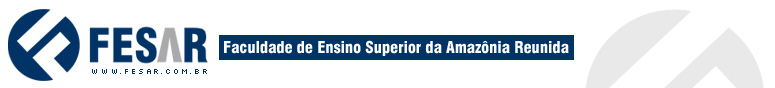 FESAR
Faculdade de Ensino Superior da Amazônia Reunida
WWW.FESAR.COM.BR